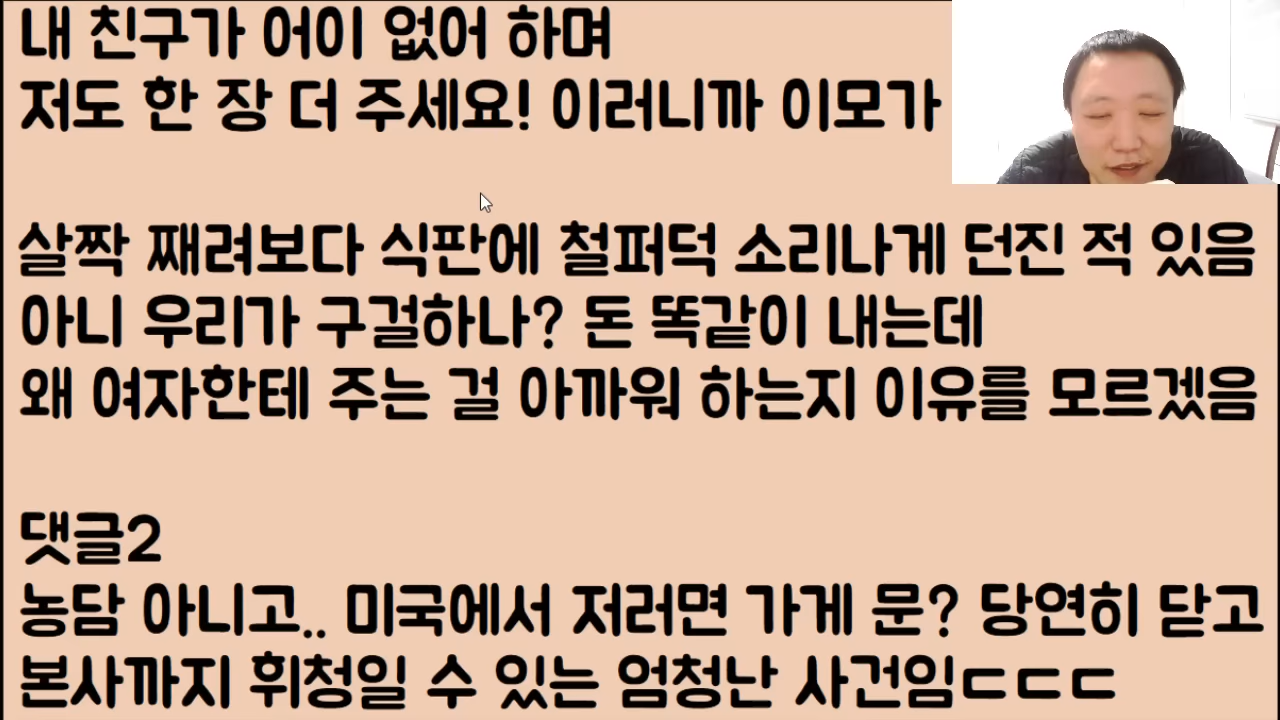 내 친구가 어이 없어 하며
저도 한 장 더 주세요! 이러니까 이모가
살짝 째려보다 식판에 철퍼덕 소리나게 던진 적 있음
아니 우리가 구걸하나? 돈 똑같이 내는데
왜 여자한테 주는 걸 아까워 하는지 이유를 모르겠음
댓글2
농담 아니고.. 미국에서 저러면 가게 문? 당연히 닫고
본사까지 휘청일 수 있는 엄청난 사건임ㄷㄷㄷ